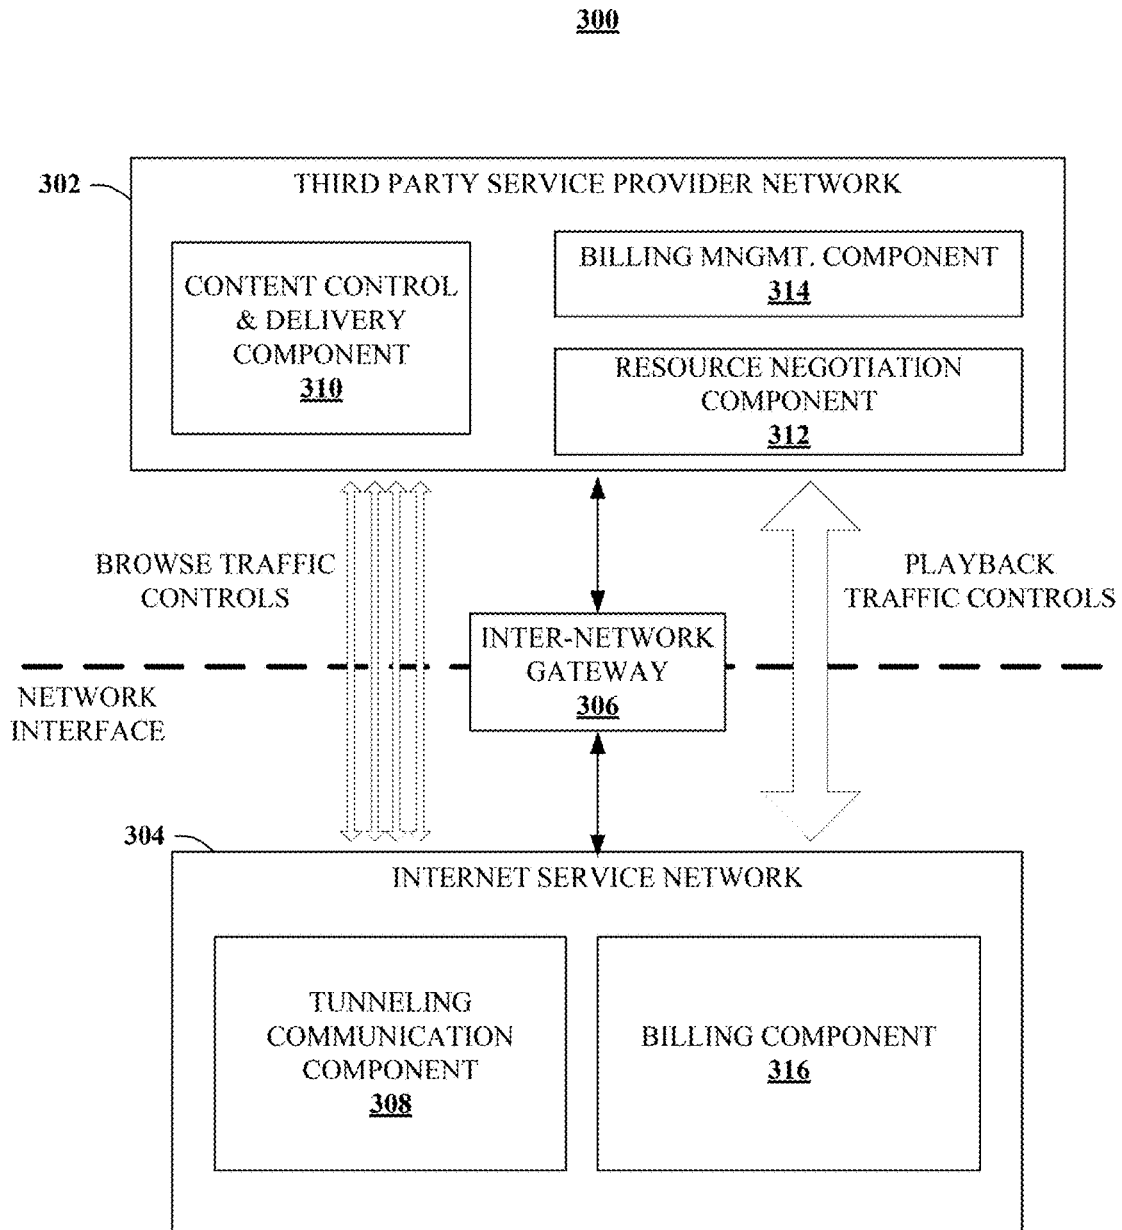 300
302
THIRD PARTY SERVICE PROVIDER NETWORK
CONTENT CONTROL
& DELIVERY
COMPONENT
310
BILLING MNGMT. COMPONENT
314
RESOURCE NEGOTIATION
COMPONENT
312
BROWSE TRAFFIC
CONTROLS
PLAYBACK
TRAFFIC CONTROLS
INTER-NETWORK
GATEWAY
306
NETWORK
INTERFACE
304
INTERNET SERVICE NETWORK
TUNNELING
COMMUNICATION
COMPONENT
308
BILLING COMPONENT
316